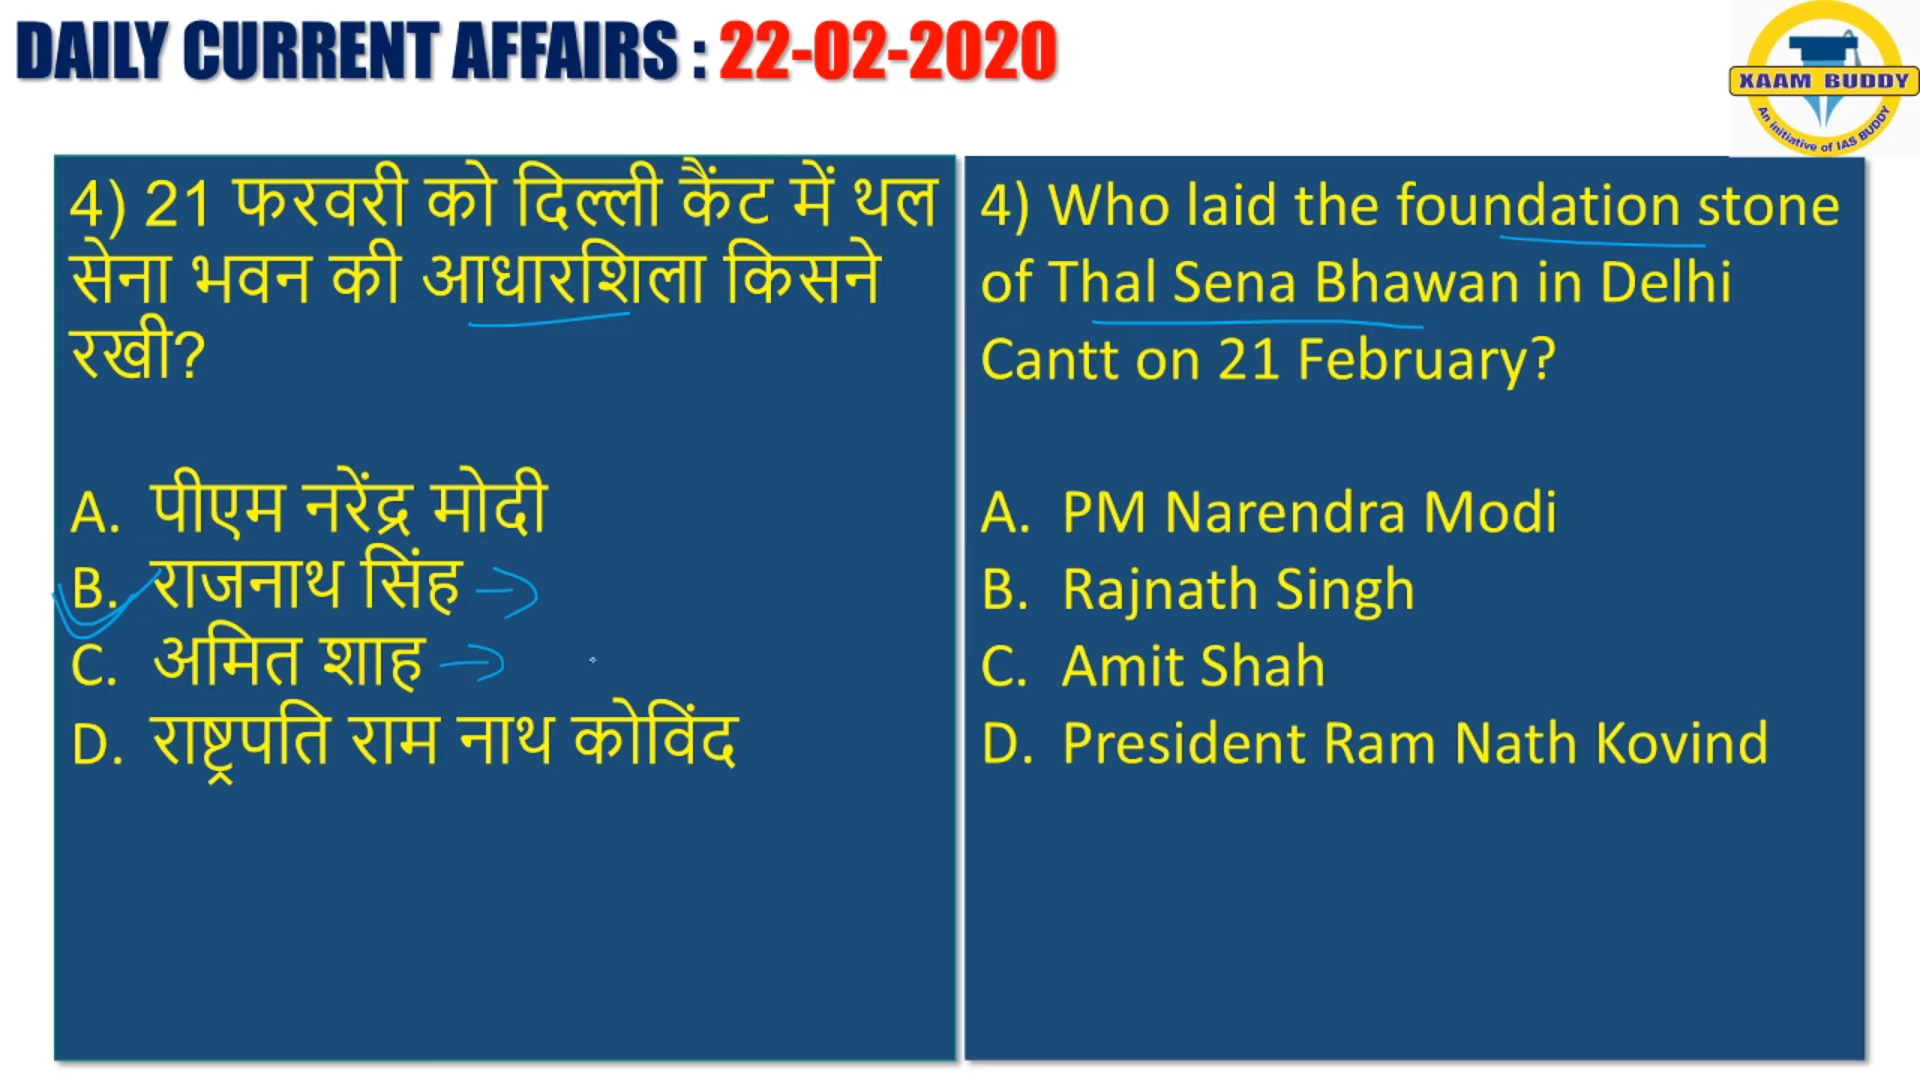 DAILY CURRENT AFFAIRS : 22-02-2020
XAAM BUDDY
An initiative of IAS BUDDY
4) 21 फरवरी को दिल्ली कैंट में थल
सेना भवन की आधारशिला किसने
रखी?
A. पीएम नरेंद्र मोदी
B. राजनाथ सिंह
C. अमित शाह
D. राष्ट्रपति राम नाथ कोविंद
4) Who laid the foundation stone
of Thal Sena Bhawan in Delhi
Cantt on 21 February?
A. PM Narendra Modi
B. Rajnath Singh
C. Amit Shah
D. President Ram Nath Kovind